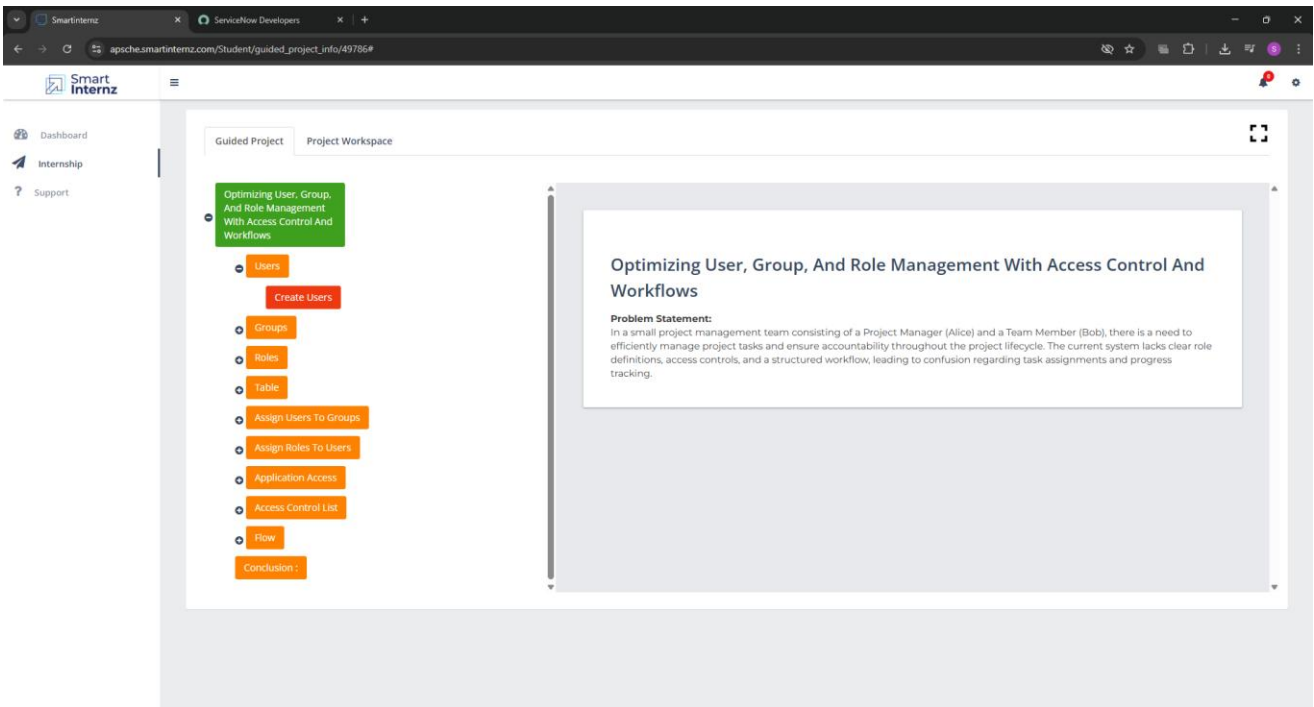 Smartinternz
ServiceNow Developers
apsche.smartinternz.com/Student/guided_project_info/49786#
S
Smart
Internz
Dashboard
Internship
Support
Guided Project
Project Workspace
Optimizing User, Group,
And Role Management
With Access Control And
Workflows
Users
Create Users
Groups
Roles
Table
Assign Users To Groups
Assign Roles To Users
Application Access
Access Control List
Flow
Conclusion :
Optimizing User, Group, And Role Management With Access Control And
Workflows
Problem Statement:
In a small project management team consisting of a Project Manager (Alice) and a Team Member (Bob), there is a need to
efficiently manage project tasks and ensure accountability throughout the project lifecycle. The current system lacks clear role
definitions, access controls, and a structured workflow, leading to confusion regarding task assignments and progress
tracking.